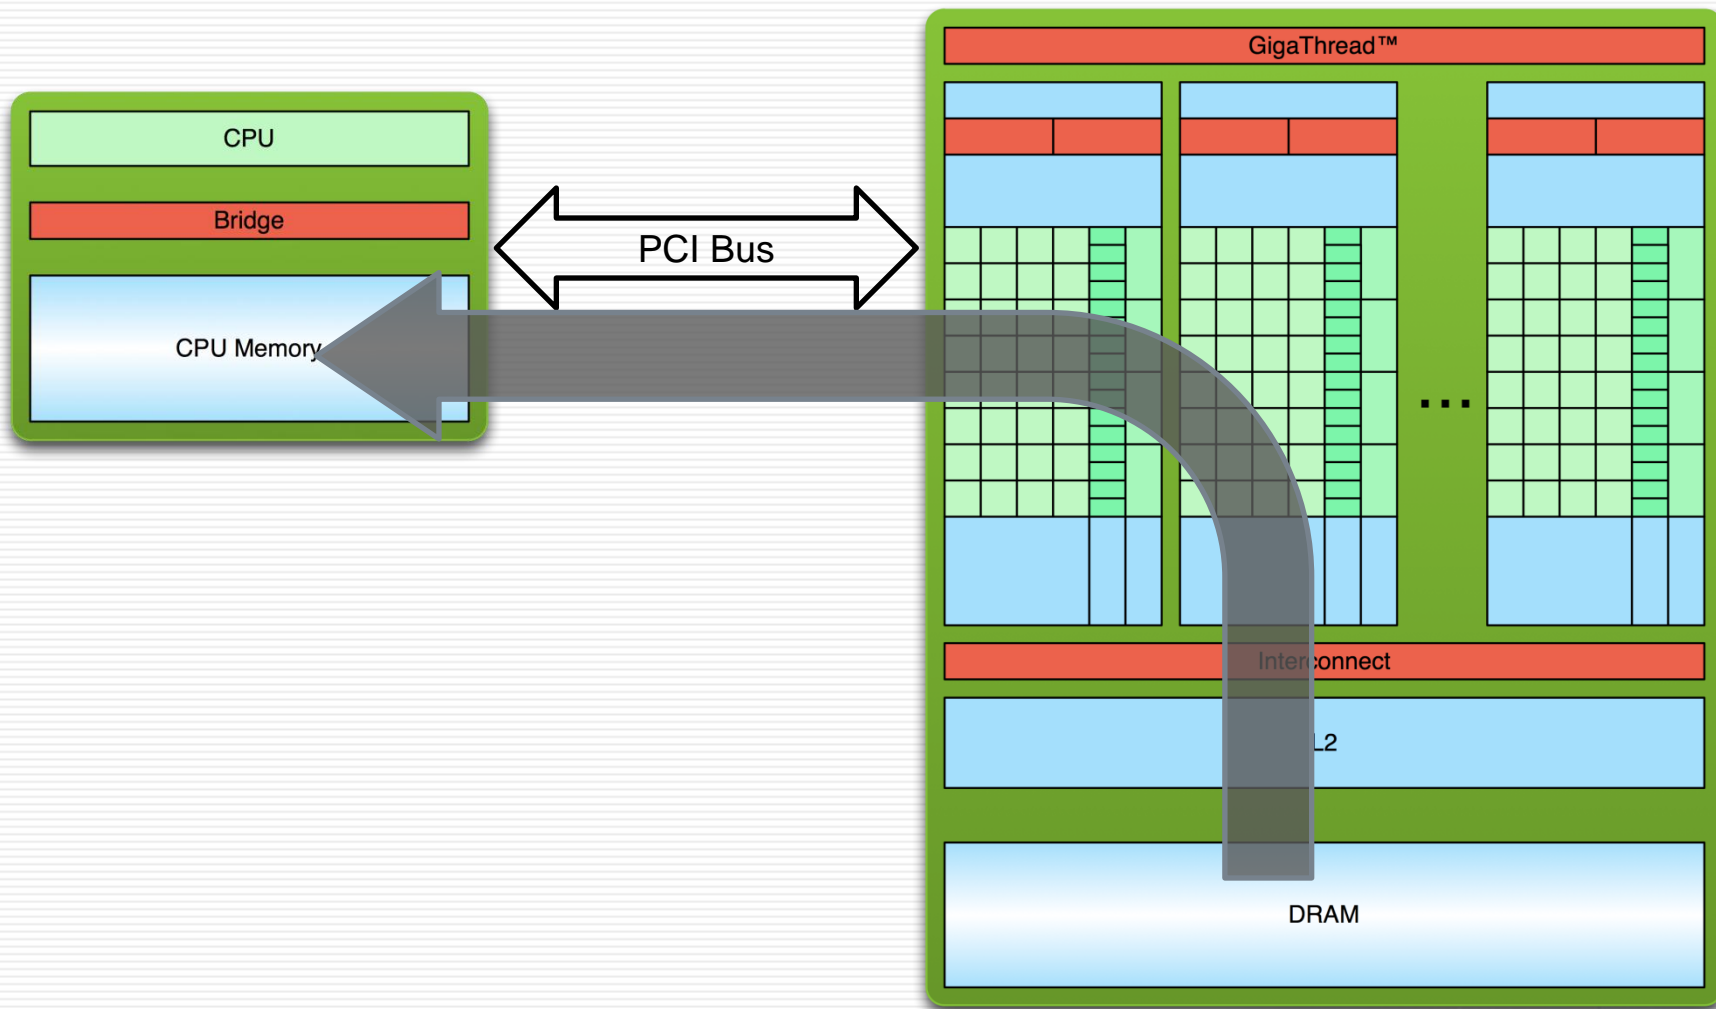 GigaThread™
CPU
Bridge
PCI Bus
CPU Memory
...
Interconnect
L2
DRAM